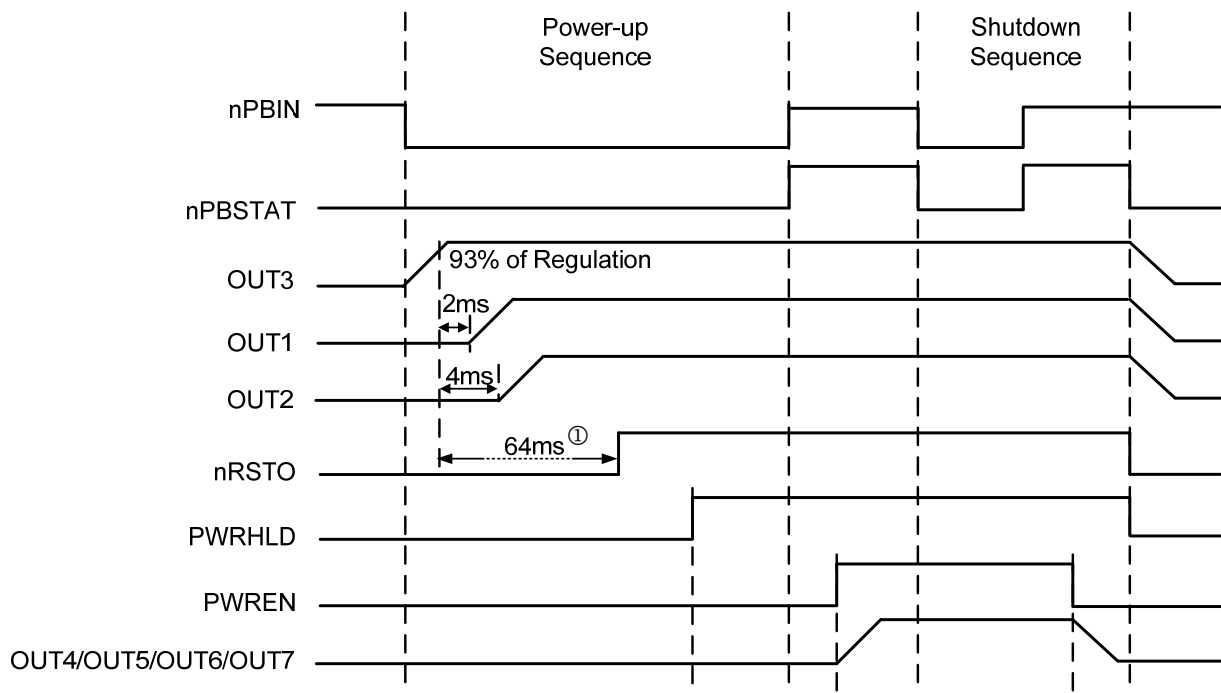 Power-up
Sequence
Shutdown
Sequence
nPBIN
nPBSTAT
93% of Regulation
OUT3
2ms
OUT1
4ms
OUT2
64ms①
nRSTO
PWRHLD
PWREN
OUT4/OUT5/OUT6/OUT7